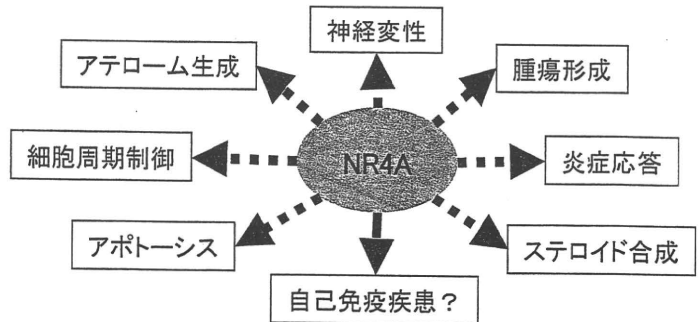 神経変性
アテローム生成
腫瘍形成
細胞周期制御
NR4A
炎症応答
アポトーシス
ステロイド合成
自己免疫疾患？